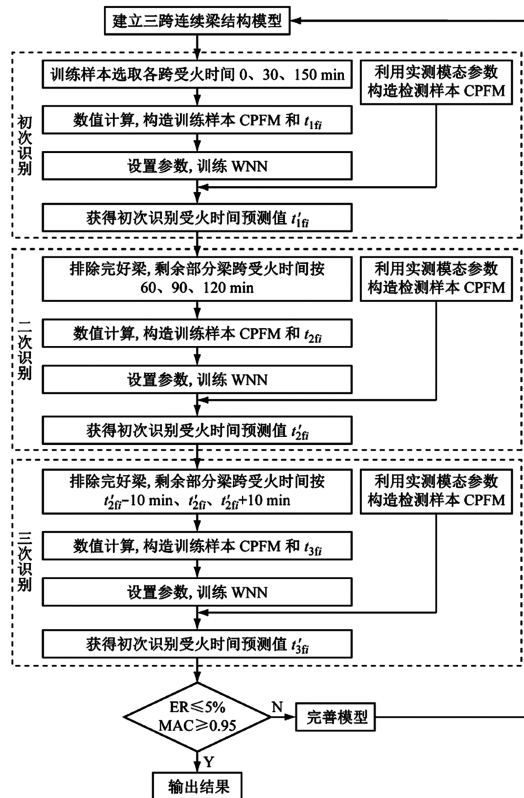 建立三跨连续梁结构模型
初次识别
训练样本选取各跨受火时间 0、30、150 min
利用实测模态参数
构造检测样本 CPFM
数值计算, 构造训练样本 CPFM 和 t1fi
设置参数, 训练 WNN
获得初次识别受火时间预测值 t′1fi
二次识别
排除完好梁, 剩余部分梁跨受火时间按
60、90、120 min
利用实测模态参数
构造检测样本 CPFM
数值计算, 构造训练样本 CPFM 和 t2fi
设置参数, 训练 WNN
获得初次识别受火时间预测值 t′2fi
三次识别
排除完好梁, 剩余部分梁跨受火时间按
t′2fi−10 min、t′2fi、t′2fi+10 min
利用实测模态参数
构造检测样本 CPFM
数值计算, 构造训练样本 CPFM 和 t3fi
设置参数, 训练 WNN
获得初次识别受火时间预测值 t′3fi
ER≤5%
MAC≥0.95
N
完善模型
Y
输出结果